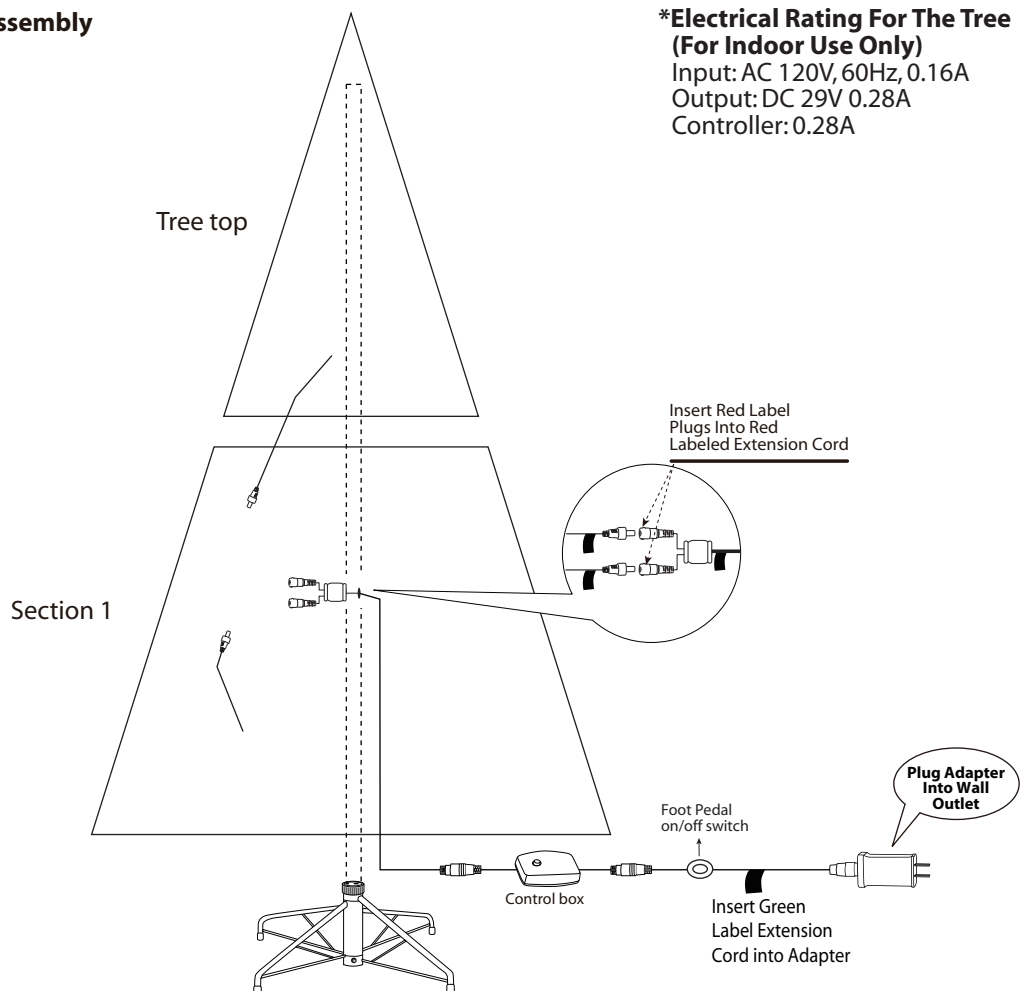 ssembly
*Electrical Rating For The Tree
(For Indoor Use Only)
Input: AC 120V, 60Hz, 0.16A
Output: DC 29V 0.28A
Controller: 0.28A
Tree top
Insert Red Label
Plugs Into Red
Labeled Extension Cord
Section 1
Plug Adapter
Into Wall
Outlet
Foot Pedal
on/off switch
Control box
Insert Green
Label Extension
Cord into Adapter